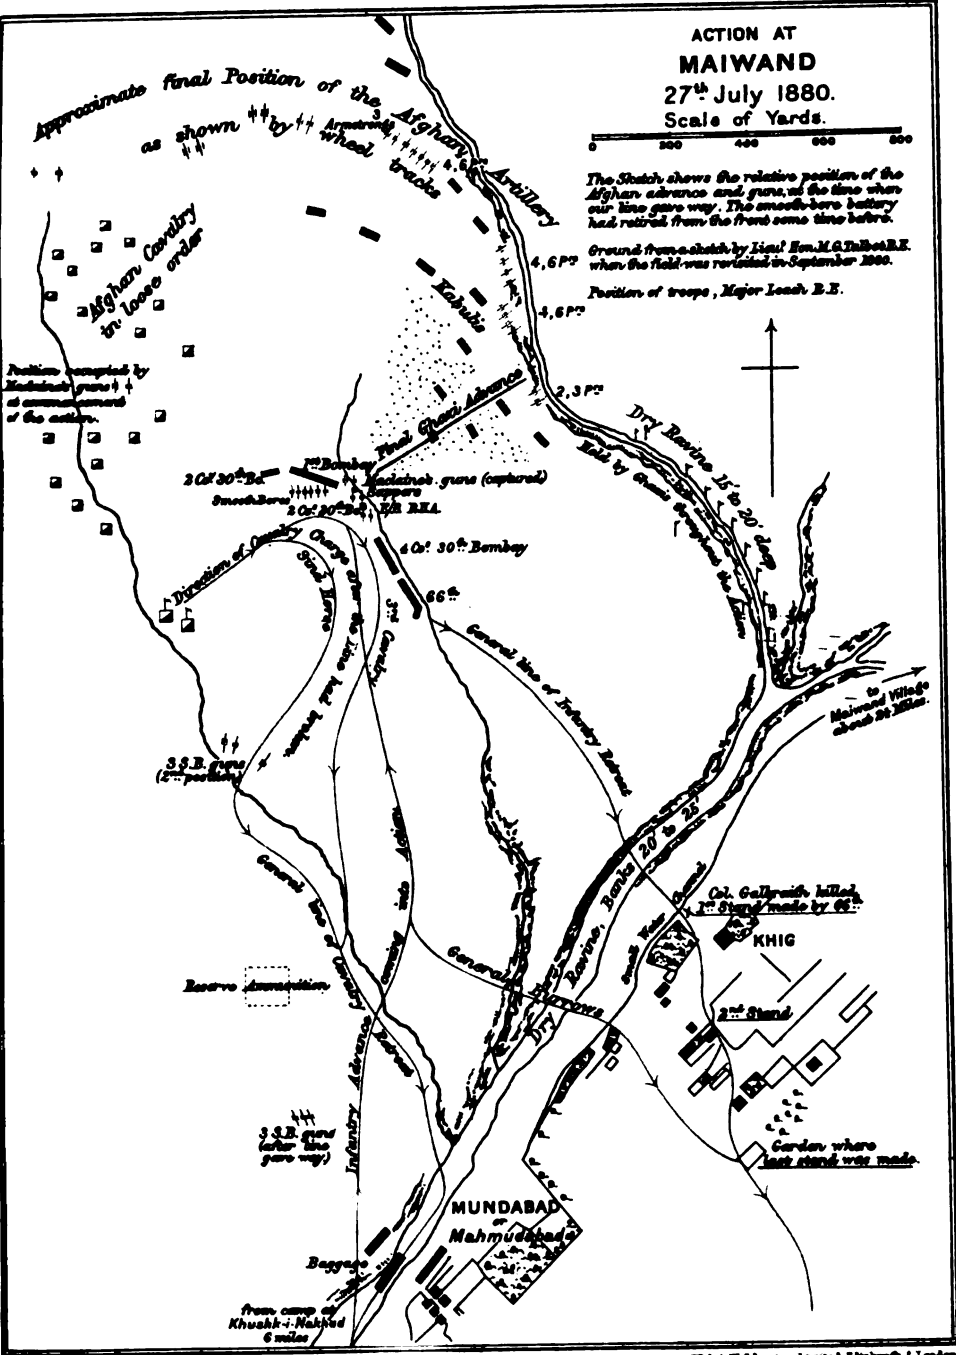 ACTION AT
MAIWAND
27th July 1880.
Scale of Yards.
0 200 400 600 800
The Sketch shows the relative position of the
Afghan advance and guns, at the time when
our line gave way. The smooth-bore battery
had retired from the front some time before.
Ground from a sketch by Lieut. Hon. M.G. Talbot R.E.
when the field was revisited in September 1880.
Position of troops, Major Leach R.E.
Approximate final Position of the Afghan Artillery
as shown by wheel tracks
3 Armstrongs
4, 6 Prs
4, 6 Prs
4, 6 Prs
2, 3 Prs
Afghan Cavalry
in loose order
Kabulis
Position occupied by
Maclaine's guns
at commencement
of the action.
Final Ghazi Advance
Dry Ravine 15' to 20' deep
Held by Ghazis throughout the Action
1st Bombay
2 Cos. 30th Bo.
Maclaine's guns (captured)
Sappers
Smooth Bores
2 Cos. 30th Bo.
E/B R.H.A.
4 Cos. 30th Bombay
66th
Direction of Cavalry Charge after the line had broken.
Sind Horse
3rd Cavalry
General line of Infantry Retreat
to
Maiwand Village
about 2½ Miles.
3 S.B. guns
(2nd position)
General line of Cavalry Retreat
Infantry Advance coming into Action
General Burrows
Dry Ravine, Banks 20' to 25'
Small Water Channel
Col. Galbraith killed,
1st Stand made by 66th
KHIG
2nd Stand
Reserve Ammunition
3 S.B. guns
(after line
gave way)
Garden where
last stand was made.
MUNDABAD
or
Mahmudabad
Baggage
from camp at
Khushk-i-Nakhud
6 miles